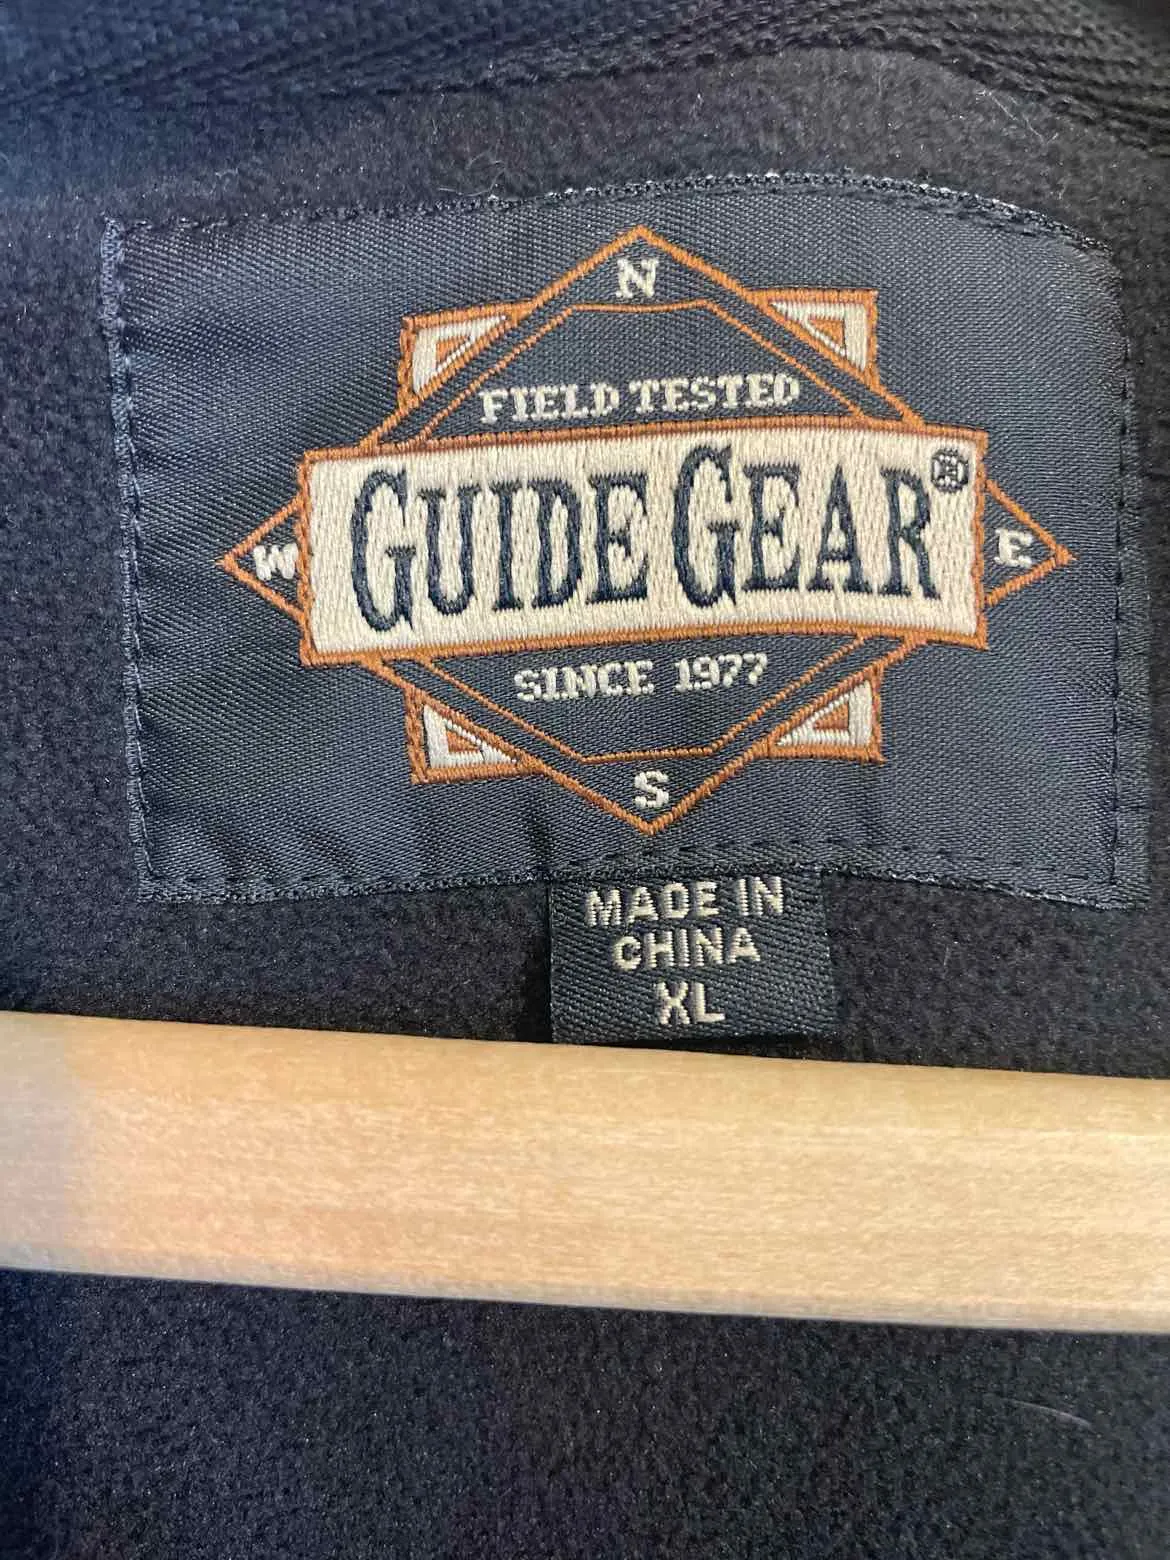 N
FIELD TESTED
GUIDE GEAR®
W E
SINCE 1977
S
MADE IN
CHINA
XL